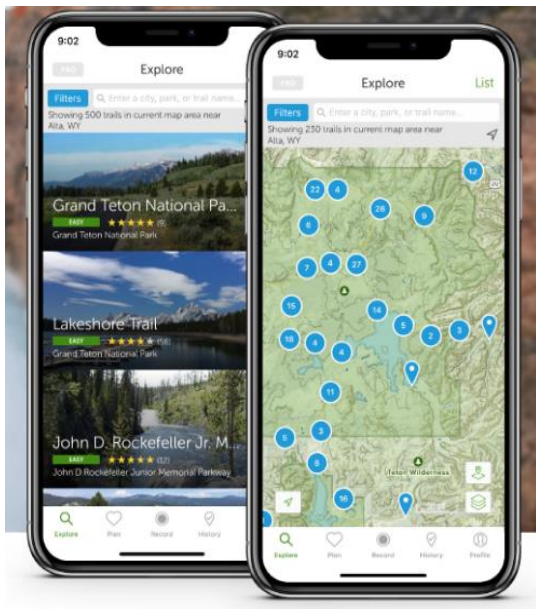 9:02
PRO
Explore
Filters
Enter a city, park, or trail name...
Showing 500 trails in current map area near
Alta, WY
Grand Teton National Pa...
EASY
Grand Teton National Park
Lakeshore Trail
EASY
Grand Teton National Park
John D. Rockefeller Jr. M...
EASY (12)
John D Rockefeller Junior Memorial Parkway
Explore
Plan
Record
History
9:02
PRO
Explore
List
Filters
Enter a city, park, or trail name...
Showing 230 trails in current map area near
Alta, WY
12
22
4
28
9
6
7
4
27
15
14
5
2
3
18
4
4
11
3
5
8
Teton Wilderness
16
Explore
Plan
Record
History
Profile